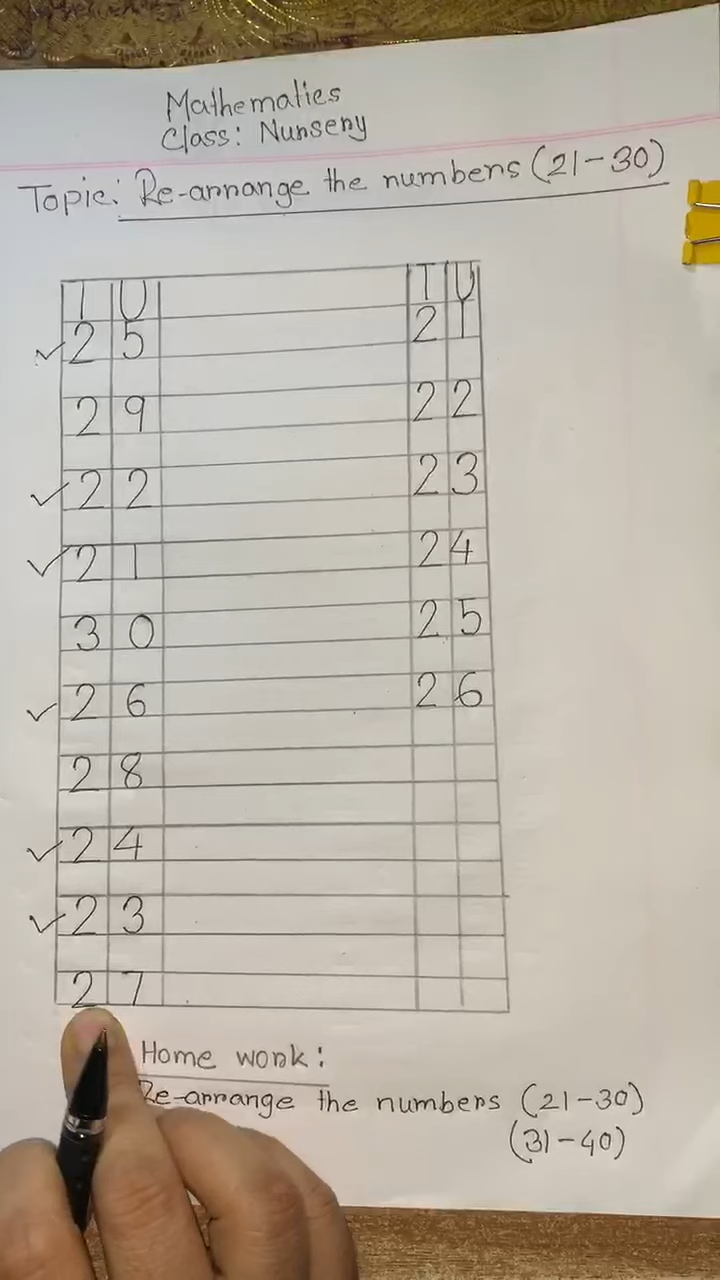 Mathematics
Class: Nursery
Topic: Re-arrange the numbers (21-30)
T U T U
✓ 25 21
29 22
✓ 22 23
✓ 21 24
30 25
✓ 26 26
28
✓ 24
✓ 23
27
Home work:
Re-arrange the numbers (21-30)
(31-40)